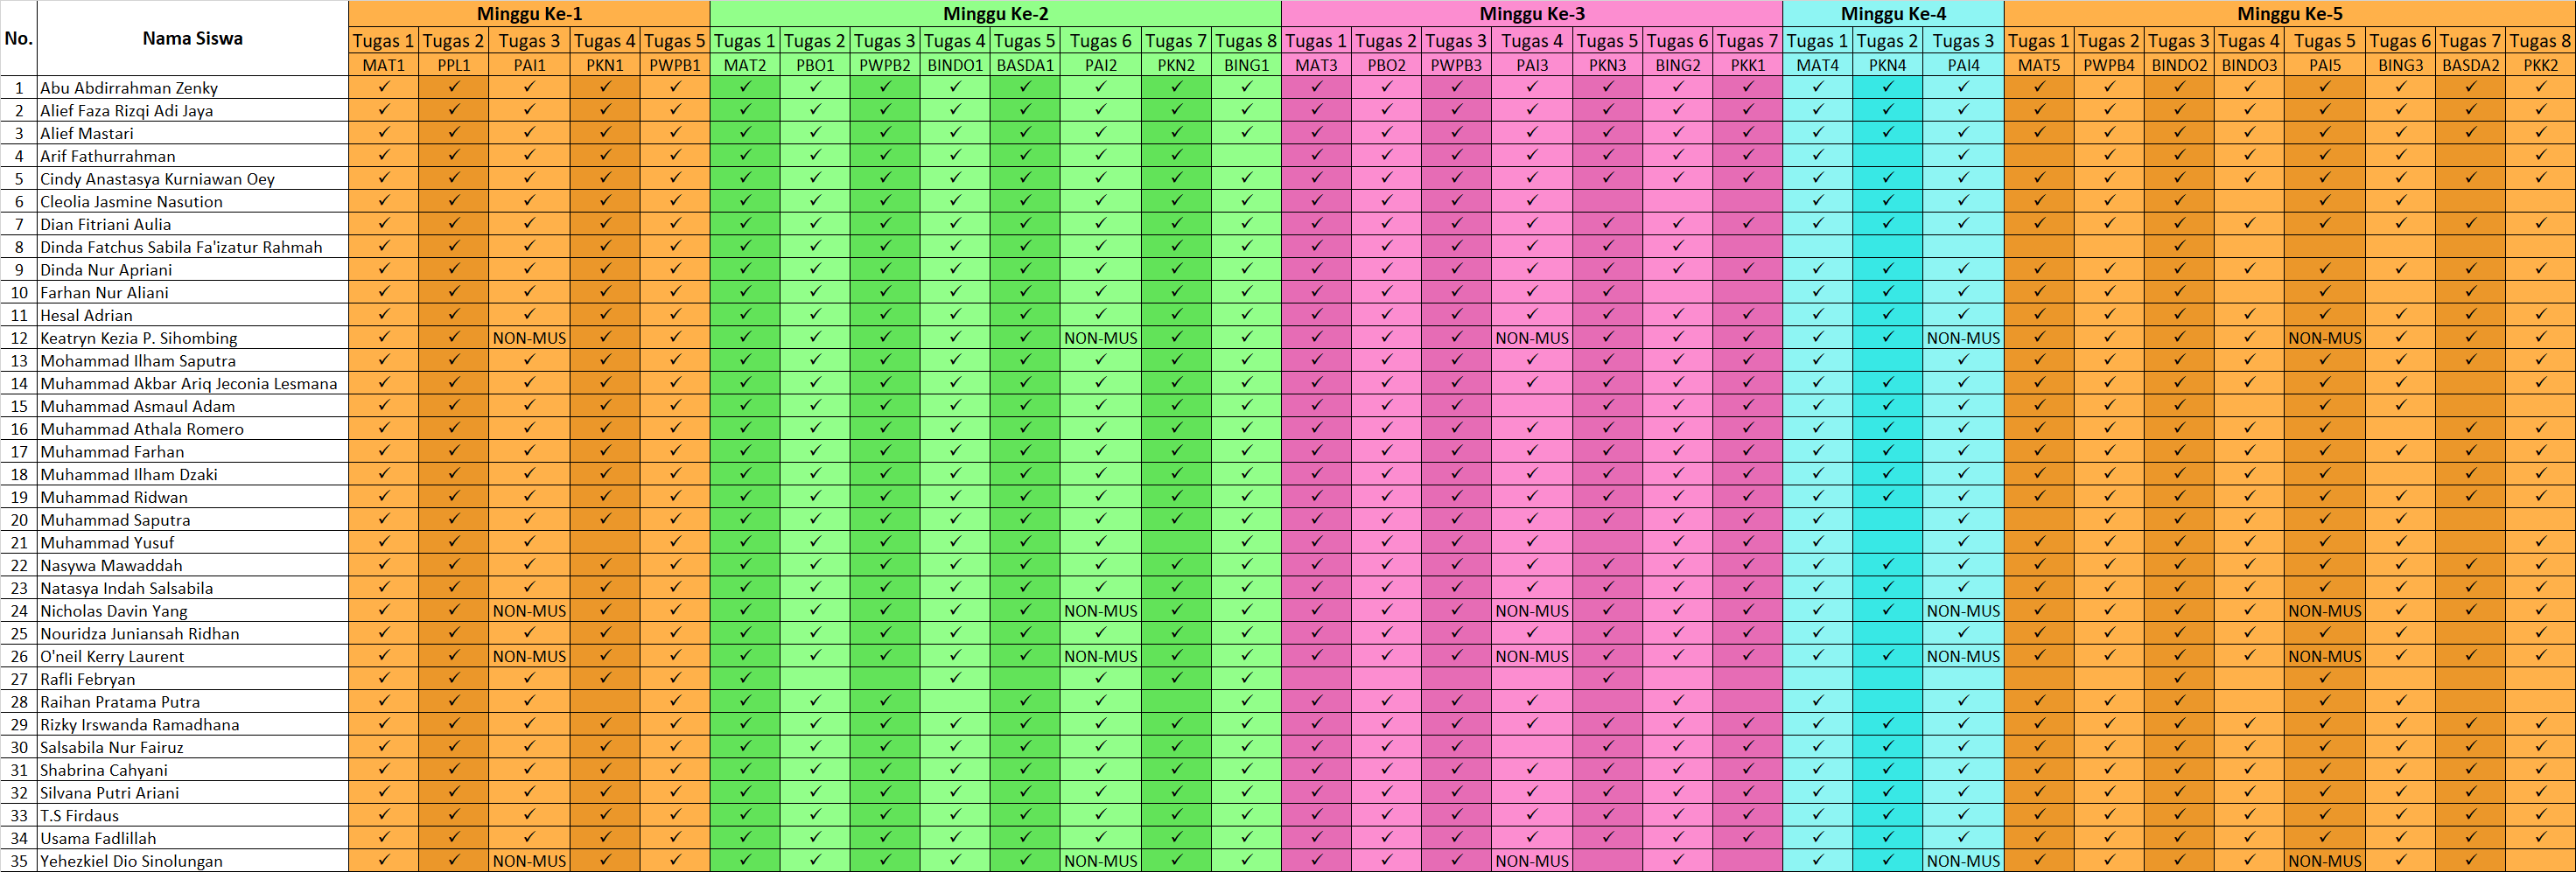 Minggu Ke-1 Minggu Ke-2 Minggu Ke-3 Minggu Ke-4 Minggu Ke-5
No. Nama Siswa
Tugas 1 Tugas 2 Tugas 3 Tugas 4 Tugas 5 Tugas 1 Tugas 2 Tugas 3 Tugas 4 Tugas 5 Tugas 6 Tugas 7 Tugas 8 Tugas 1 Tugas 2 Tugas 3 Tugas 4 Tugas 5 Tugas 6 Tugas 7 Tugas 1 Tugas 2 Tugas 3 Tugas 1 Tugas 2 Tugas 3 Tugas 4 Tugas 5 Tugas 6 Tugas 7 Tugas 8
MAT1 PPL1 PAI1 PKN1 PWPB1 MAT2 PBO1 PWPB2 BINDO1 BASDA1 PAI2 PKN2 BING1 MAT3 PBO2 PWPB3 PAI3 PKN3 BING2 PKK1 MAT4 PKN4 PAI4 MAT5 PWPB4 BINDO2 BINDO3 PAI5 BING3 BASDA2 PKK2
1 Abu Abdirrahman Zenky
2 Alief Faza Rizqi Adi Jaya
3 Alief Mastari
4 Arif Fathurrahman
5 Cindy Anastasya Kurniawan Oey
6 Cleolia Jasmine Nasution
7 Dian Fitriani Aulia
8 Dinda Fatchus Sabila Fa'izatur Rahmah
9 Dinda Nur Apriani
10 Farhan Nur Aliani
11 Hesal Adrian
12 Keatryn Kezia P. Sihombing NON-MUS NON-MUS NON-MUS NON-MUS NON-MUS
13 Mohammad Ilham Saputra
14 Muhammad Akbar Ariq Jeconia Lesmana
15 Muhammad Asmaul Adam
16 Muhammad Athala Romero
17 Muhammad Farhan
18 Muhammad Ilham Dzaki
19 Muhammad Ridwan
20 Muhammad Saputra
21 Muhammad Yusuf
22 Nasywa Mawaddah
23 Natasya Indah Salsabila
24 Nicholas Davin Yang NON-MUS NON-MUS NON-MUS NON-MUS NON-MUS
25 Nouridza Juniansah Ridhan
26 O'neil Kerry Laurent NON-MUS NON-MUS NON-MUS NON-MUS NON-MUS
27 Rafli Febryan
28 Raihan Pratama Putra
29 Rizky Irswanda Ramadhana
30 Salsabila Nur Fairuz
31 Shabrina Cahyani
32 Silvana Putri Ariani
33 T.S Firdaus
34 Usama Fadlillah
35 Yehezkiel Dio Sinolungan NON-MUS NON-MUS NON-MUS NON-MUS NON-MUS